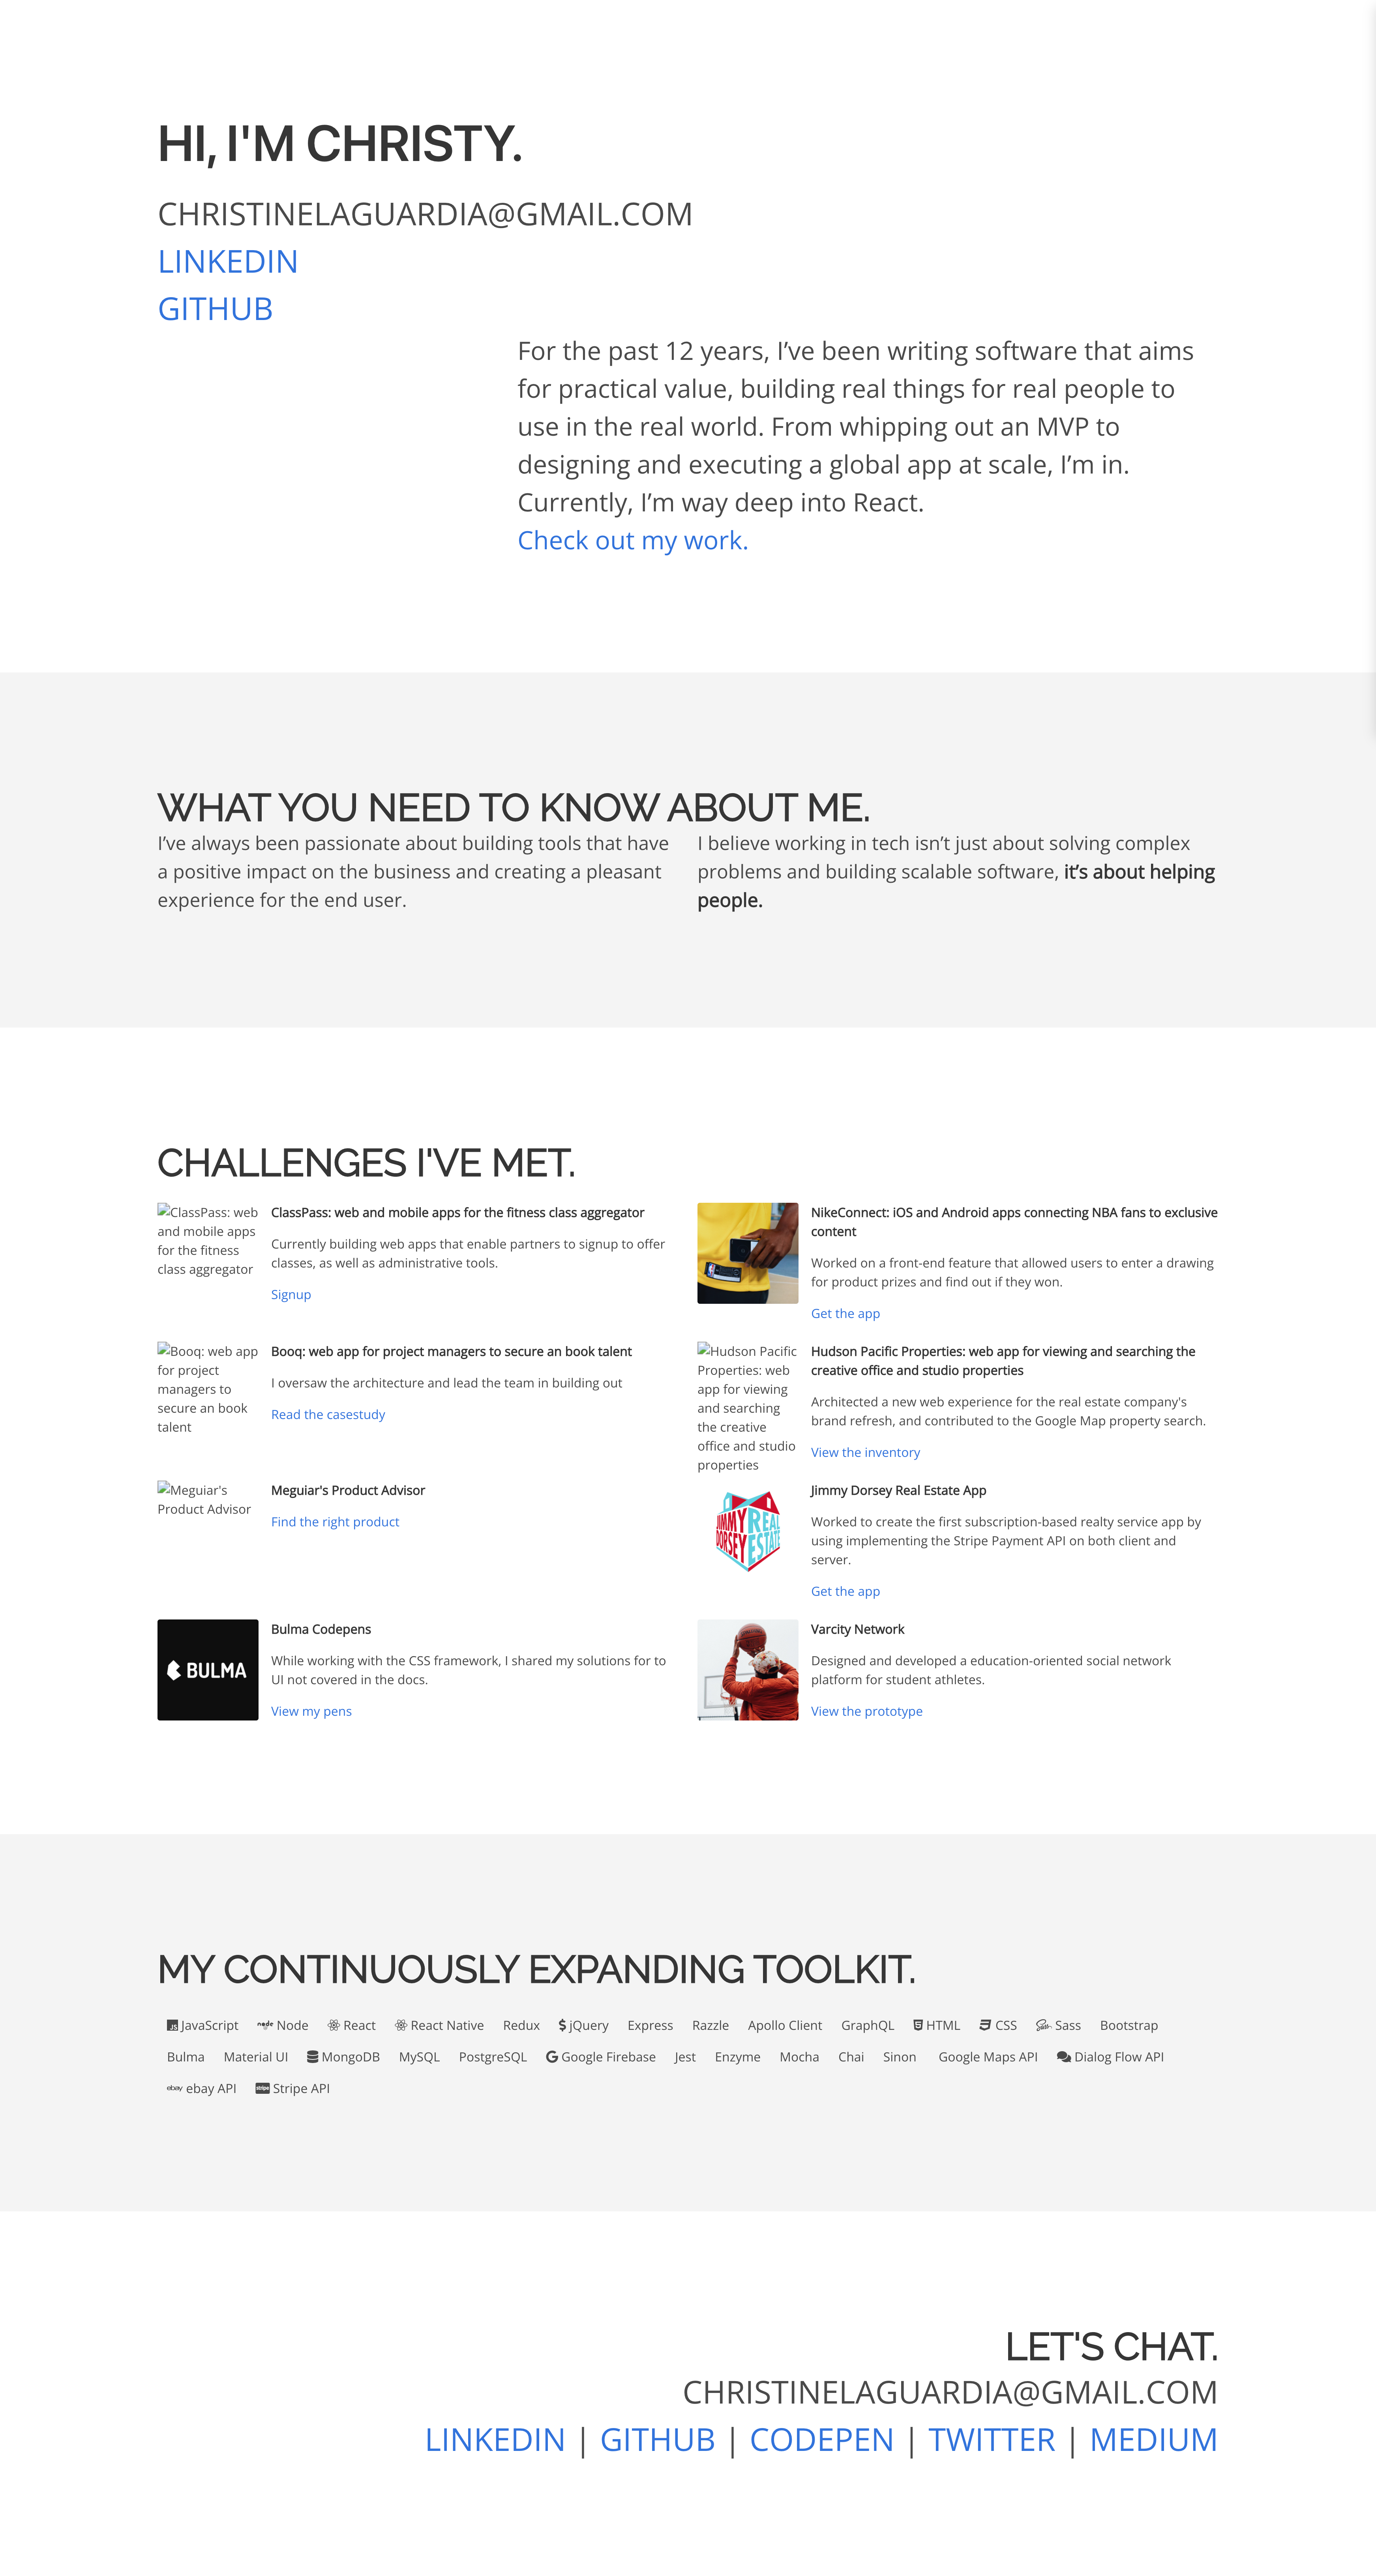 HI, I'M CHRISTY.
CHRISTINELAGUARDIA@GMAIL.COM
LINKEDIN
GITHUB
For the past 12 years, I’ve been writing software that aims
for practical value, building real things for real people to
use in the real world. From whipping out an MVP to
designing and executing a global app at scale, I’m in.
Currently, I’m way deep into React.
Check out my work.
WHAT YOU NEED TO KNOW ABOUT ME.
I’ve always been passionate about building tools that have
a positive impact on the business and creating a pleasant
experience for the end user.
I believe working in tech isn’t just about solving complex
problems and building scalable software, it’s about helping
people.
CHALLENGES I'VE MET.
ClassPass: web
and mobile apps
for the fitness
class aggregator
ClassPass: web and mobile apps for the fitness class aggregator
Currently building web apps that enable partners to signup to offer
classes, as well as administrative tools.
Signup
NikeConnect: iOS and Android apps connecting NBA fans to exclusive
content
Worked on a front-end feature that allowed users to enter a drawing
for product prizes and find out if they won.
Get the app
Booq: web app
for project
managers to
secure an book
talent
Booq: web app for project managers to secure an book talent
I oversaw the architecture and lead the team in building out
Read the casestudy
Hudson Pacific
Properties: web
app for viewing
and searching
the creative
office and studio
properties
Hudson Pacific Properties: web app for viewing and searching the
creative office and studio properties
Architected a new web experience for the real estate company's
brand refresh, and contributed to the Google Map property search.
View the inventory
Meguiar's
Product Advisor
Meguiar's Product Advisor
Find the right product
JIMMY REAL
DORSEY ESTATE
Jimmy Dorsey Real Estate App
Worked to create the first subscription-based realty service app by
using implementing the Stripe Payment API on both client and
server.
Get the app
BULMA
Bulma Codepens
While working with the CSS framework, I shared my solutions for to
UI not covered in the docs.
View my pens
Varcity Network
Designed and developed a education-oriented social network
platform for student athletes.
View the prototype
MY CONTINUOUSLY EXPANDING TOOLKIT.
JS JavaScript node Node React React Native Redux jQuery Express Razzle Apollo Client GraphQL HTML CSS Sass Sass Bootstrap
Bulma Material UI MongoDB MySQL PostgreSQL Google Firebase Jest Enzyme Mocha Chai Sinon Google Maps API Dialog Flow API
ebay ebay API stripe Stripe API
LET'S CHAT.
CHRISTINELAGUARDIA@GMAIL.COM
LINKEDIN | GITHUB | CODEPEN | TWITTER | MEDIUM